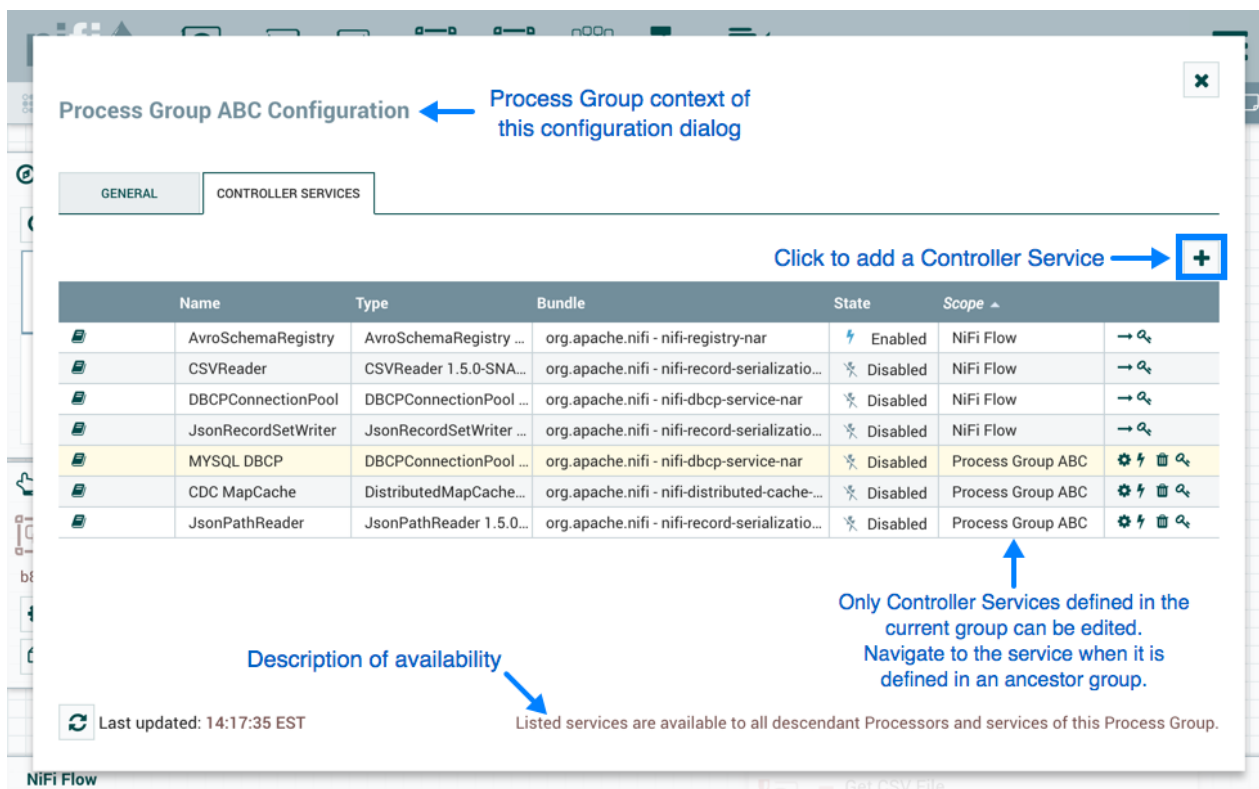 nifi
Process Group ABC Configuration
Process Group context of
this configuration dialog
GENERAL
CONTROLLER SERVICES
Click to add a Controller Service
Name Type Bundle State Scope
AvroSchemaRegistry AvroSchemaRegistry ... org.apache.nifi - nifi-registry-nar Enabled NiFi Flow
CSVReader CSVReader 1.5.0-SNA... org.apache.nifi - nifi-record-serializatio... Disabled NiFi Flow
DBCPConnectionPool DBCPConnectionPool ... org.apache.nifi - nifi-dbcp-service-nar Disabled NiFi Flow
JsonRecordSetWriter JsonRecordSetWriter ... org.apache.nifi - nifi-record-serializatio... Disabled NiFi Flow
MYSQL DBCP DBCPConnectionPool ... org.apache.nifi - nifi-dbcp-service-nar Disabled Process Group ABC
CDC MapCache DistributedMapCache... org.apache.nifi - nifi-distributed-cache-... Disabled Process Group ABC
JsonPathReader JsonPathReader 1.5.0... org.apache.nifi - nifi-record-serializatio... Disabled Process Group ABC
Only Controller Services defined in the
current group can be edited.
Navigate to the service when it is
defined in an ancestor group.
Description of availability
Last updated: 14:17:35 EST
Listed services are available to all descendant Processors and services of this Process Group.
NiFi Flow
Get CSV File